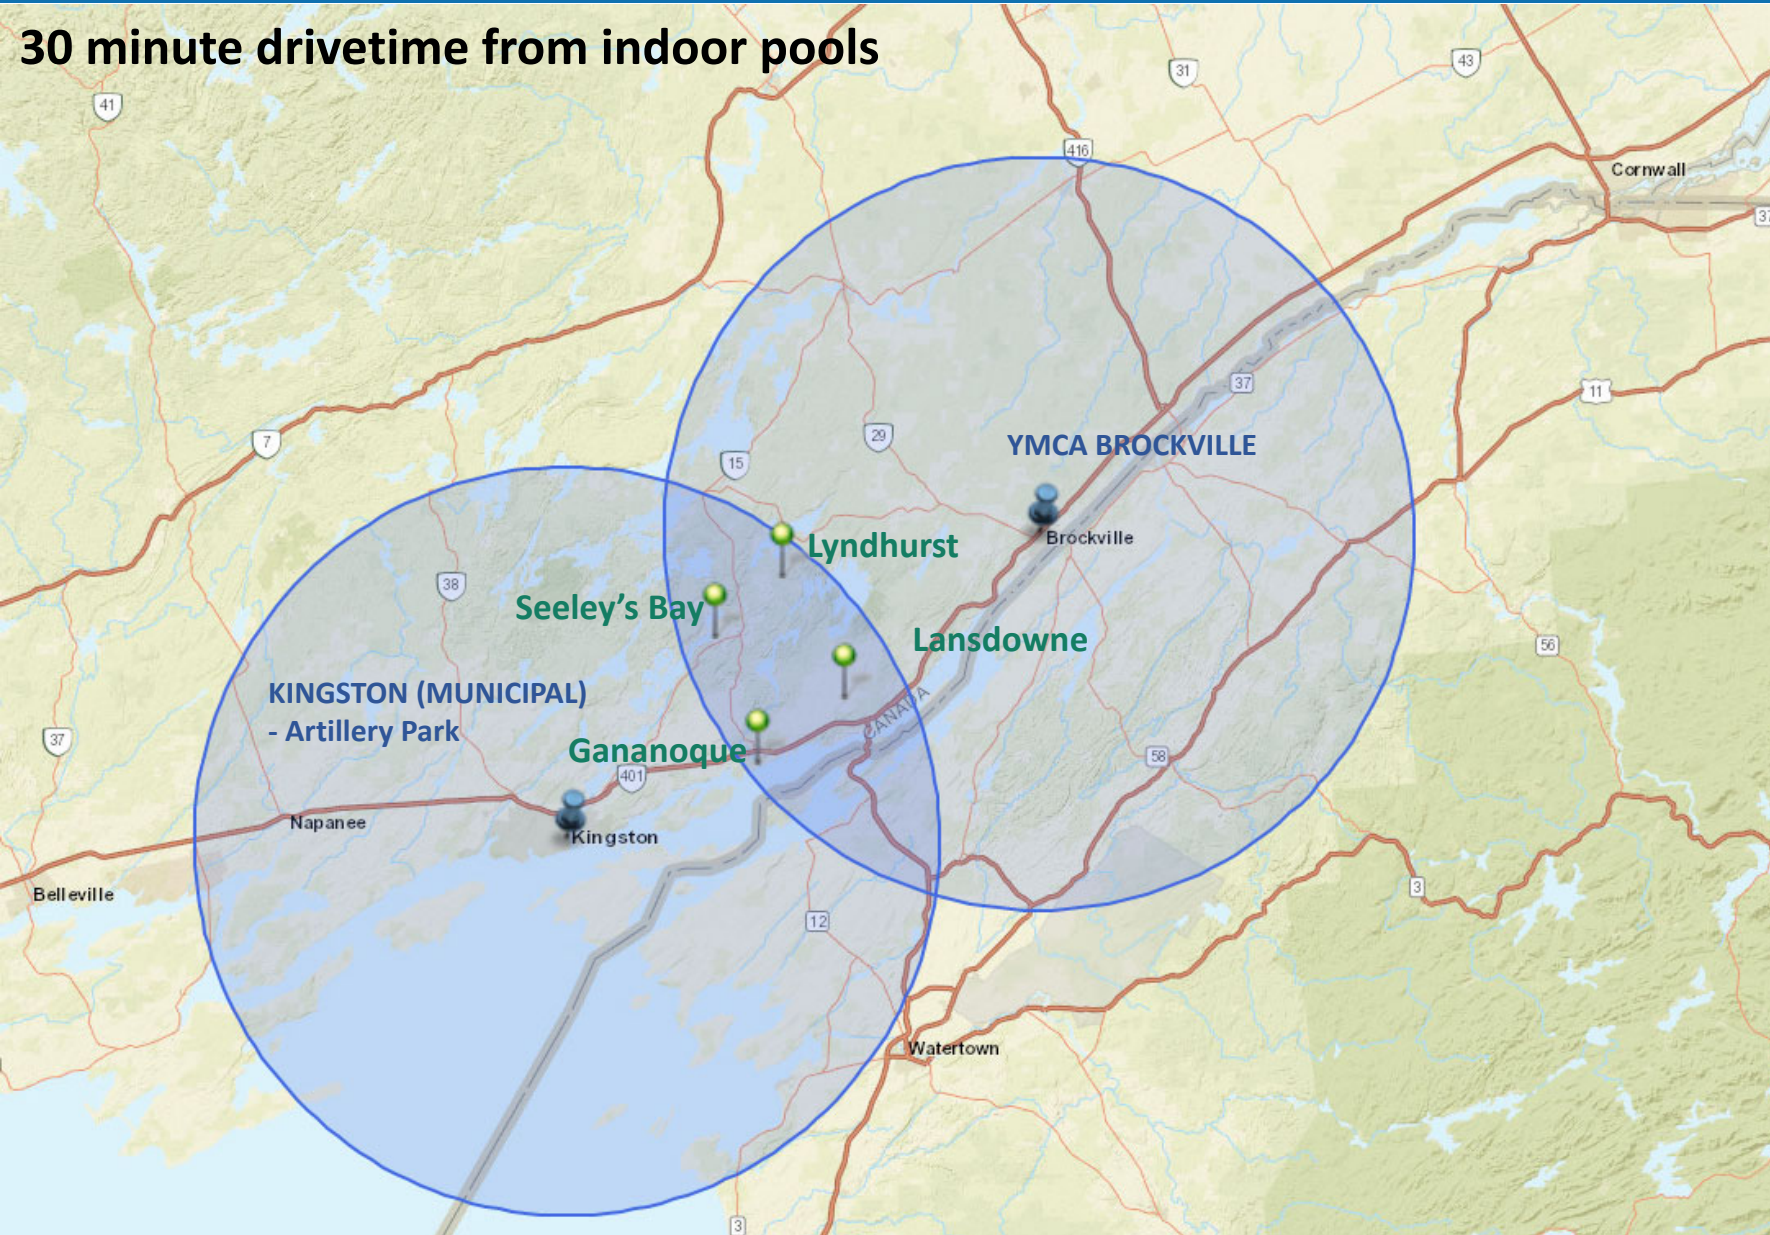 30 minute drivetime from indoor pools
41
31
43
416
Cornwall
37
7
15
29
37
11
YMCA BROCKVILLE
Brockville
Lyndhurst
38
Seeley's Bay
Lansdowne
56
KINGSTON (MUNICIPAL)
- Artillery Park
CANADA
37
Gananoque
401
58
Napanee
Kingston
Belleville
3
12
Watertown
3